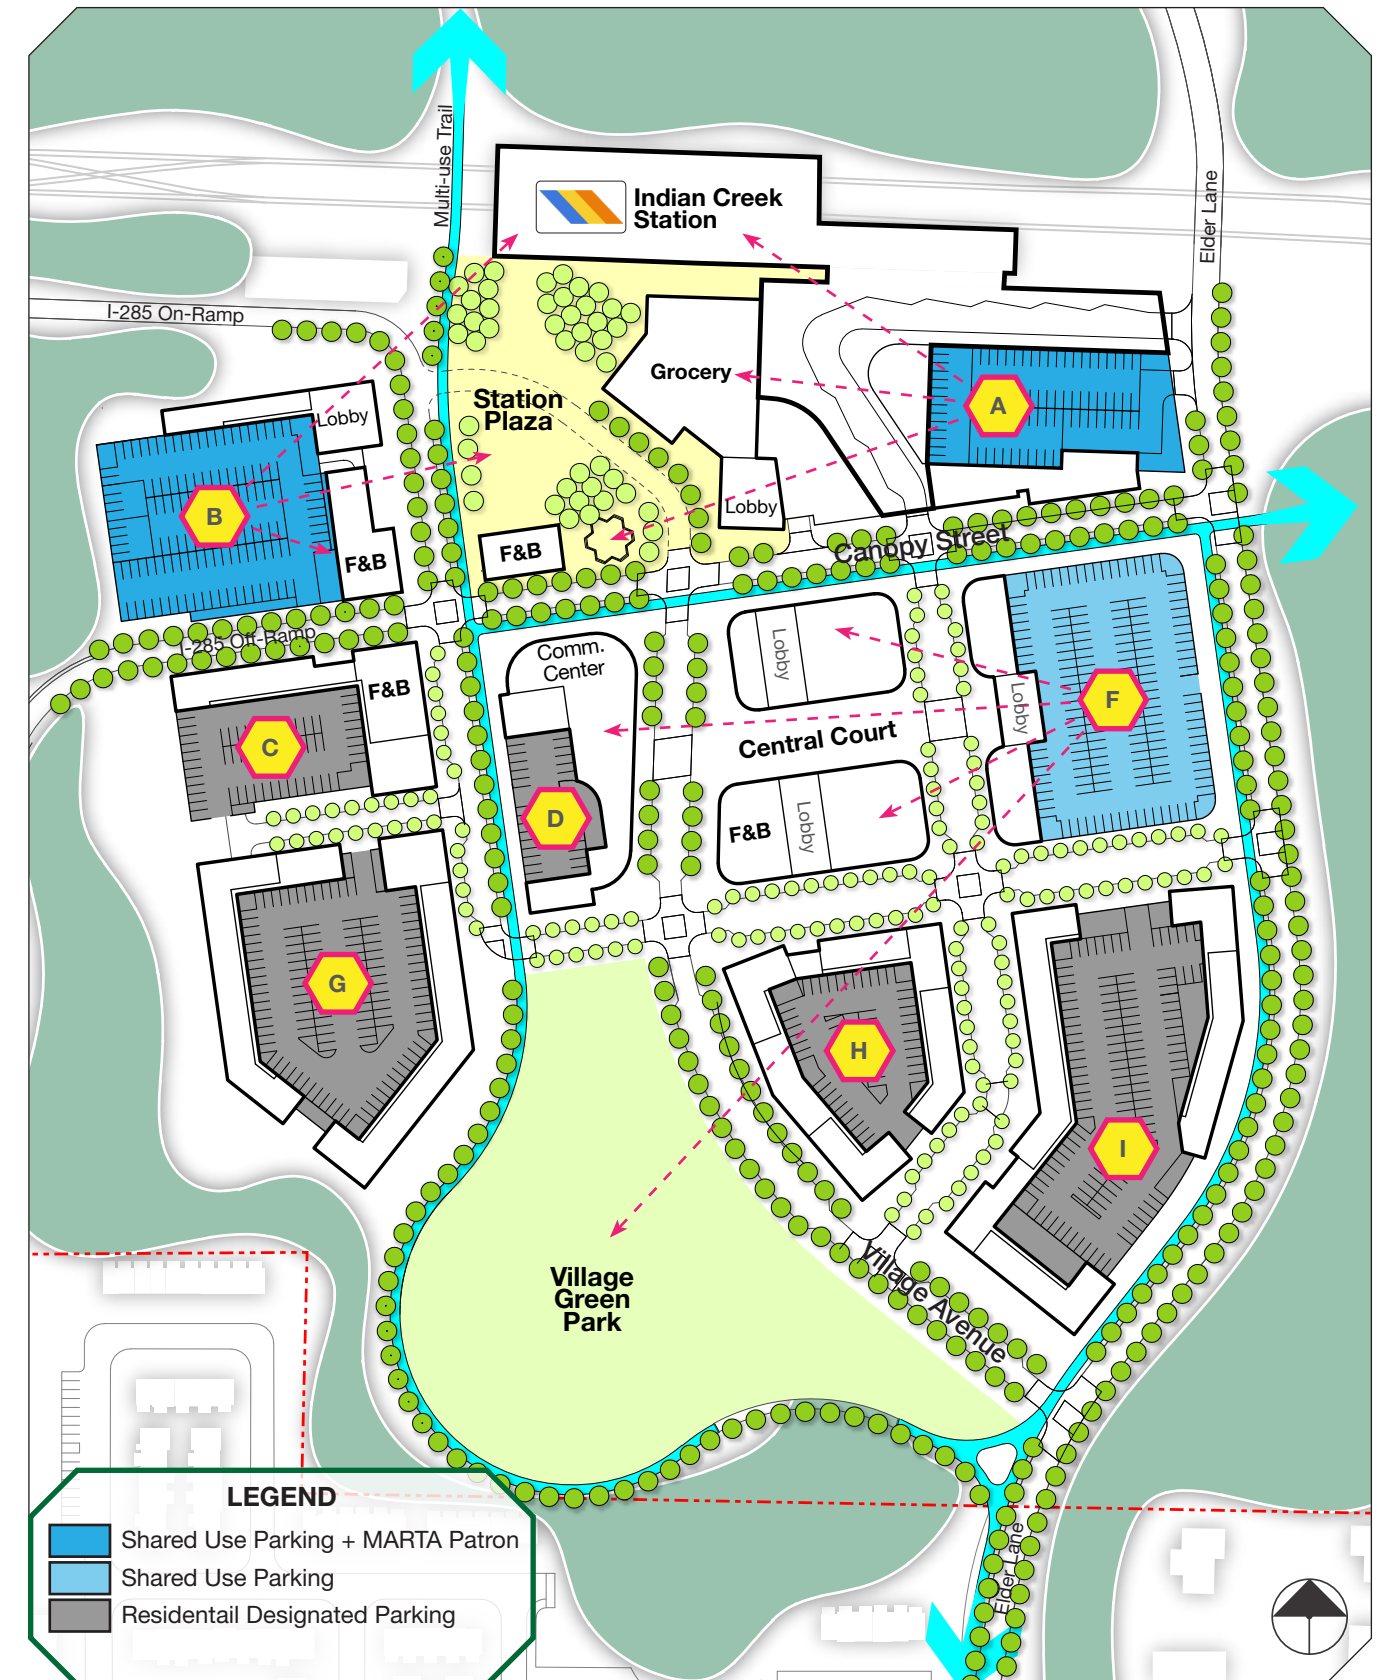 Multi-use Trail
Indian Creek
Station
Elder Lane
I-285 On-Ramp
Grocery
A
Station
Plaza
Lobby
B
Lobby
F&B
F&B
Canopy Street
I-285 Off-Ramp
Comm.
Center
Lobby
F&B
C
Lobby
F
Central Court
D
F&B
Lobby
G
H
I
Village Avenue
Village
Green
Park
LEGEND
Shared Use Parking + MARTA Patron
Shared Use Parking
Residentail Designated Parking
Elder Lane